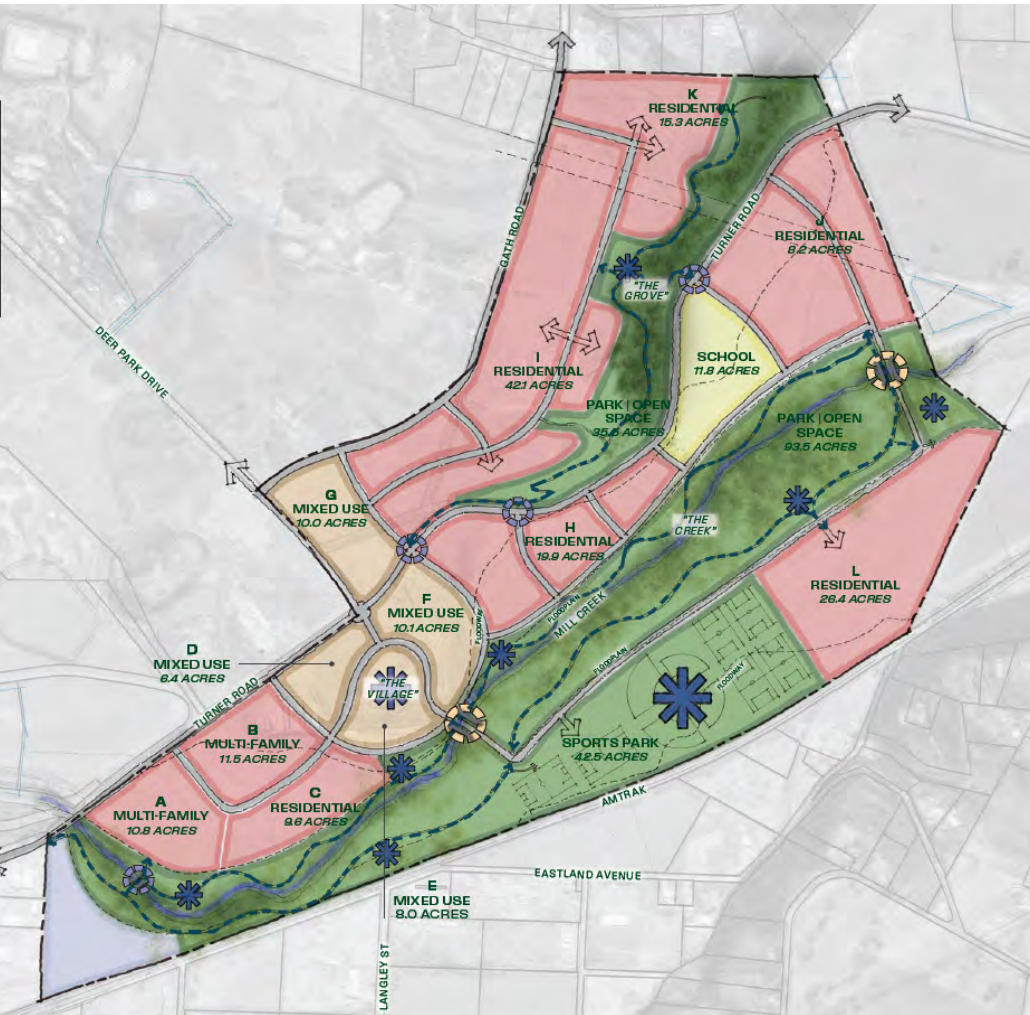 K
RESIDENTIAL
15.3 ACRES
TURNER ROAD
GATH ROAD
J
RESIDENTIAL
8.2 ACRES
"THE
GROVE"
DEER PARK DRIVE
I
RESIDENTIAL
42.1 ACRES
SCHOOL
11.8 ACRES
PARK | OPEN
SPACE
35.5 ACRES
PARK | OPEN
SPACE
93.5 ACRES
G
MIXED USE
10.0 ACRES
H
RESIDENTIAL
19.9 ACRES
"THE
CREEK"
L
RESIDENTIAL
26.4 ACRES
F
MIXED USE
10.1 ACRES
FLOODWAY
FLOODPLAIN
MILL CREEK
D
MIXED USE
6.4 ACRES
FLOODPLAIN
FLOODWAY
"THE
VILLAGE"
TURNER ROAD
B
MULTI-FAMILY
11.5 ACRES
SPORTS PARK
42.5 ACRES
A
MULTI-FAMILY
10.8 ACRES
C
RESIDENTIAL
9.6 ACRES
AMTRAK
EASTLAND AVENUE
E
MIXED USE
8.0 ACRES
LANGLEY ST